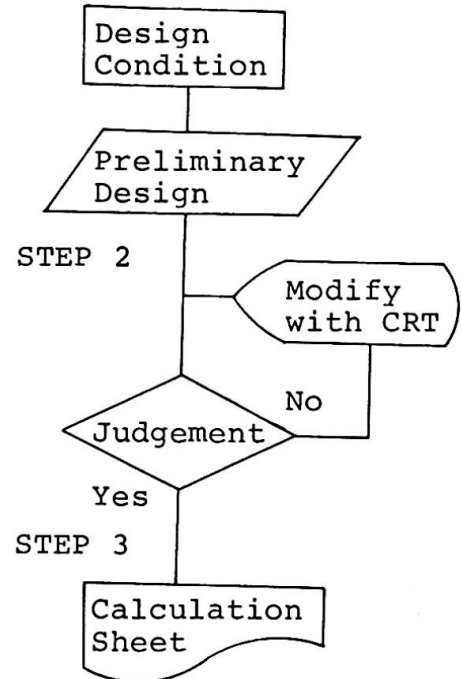 Design
Condition
Preliminary
Design
STEP 2
Modify
with CRT
No
Judgement
Yes
STEP 3
Calculation
Sheet